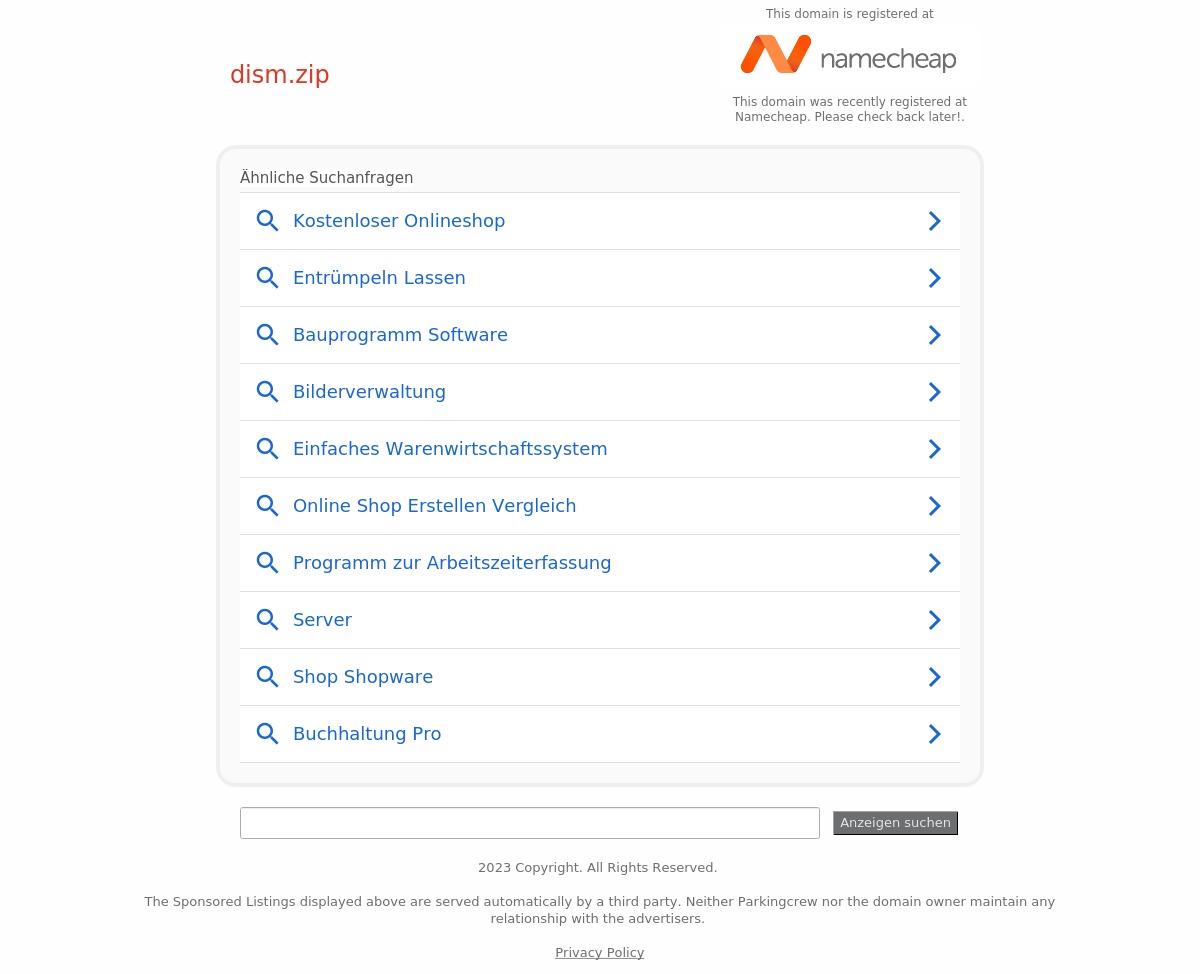 This domain is registered at
namecheap
dism.zip
This domain was recently registered at
Namecheap. Please check back later!.
Ähnliche Suchanfragen
Kostenloser Onlineshop
Entrümpeln Lassen
Bauprogramm Software
Bilderverwaltung
Einfaches Warenwirtschaftssystem
Online Shop Erstellen Vergleich
Programm zur Arbeitszeiterfassung
Server
Shop Shopware
Buchhaltung Pro
Anzeigen suchen
2023 Copyright. All Rights Reserved.
The Sponsored Listings displayed above are served automatically by a third party. Neither Parkingcrew nor the domain owner maintain any
relationship with the advertisers.
Privacy Policy